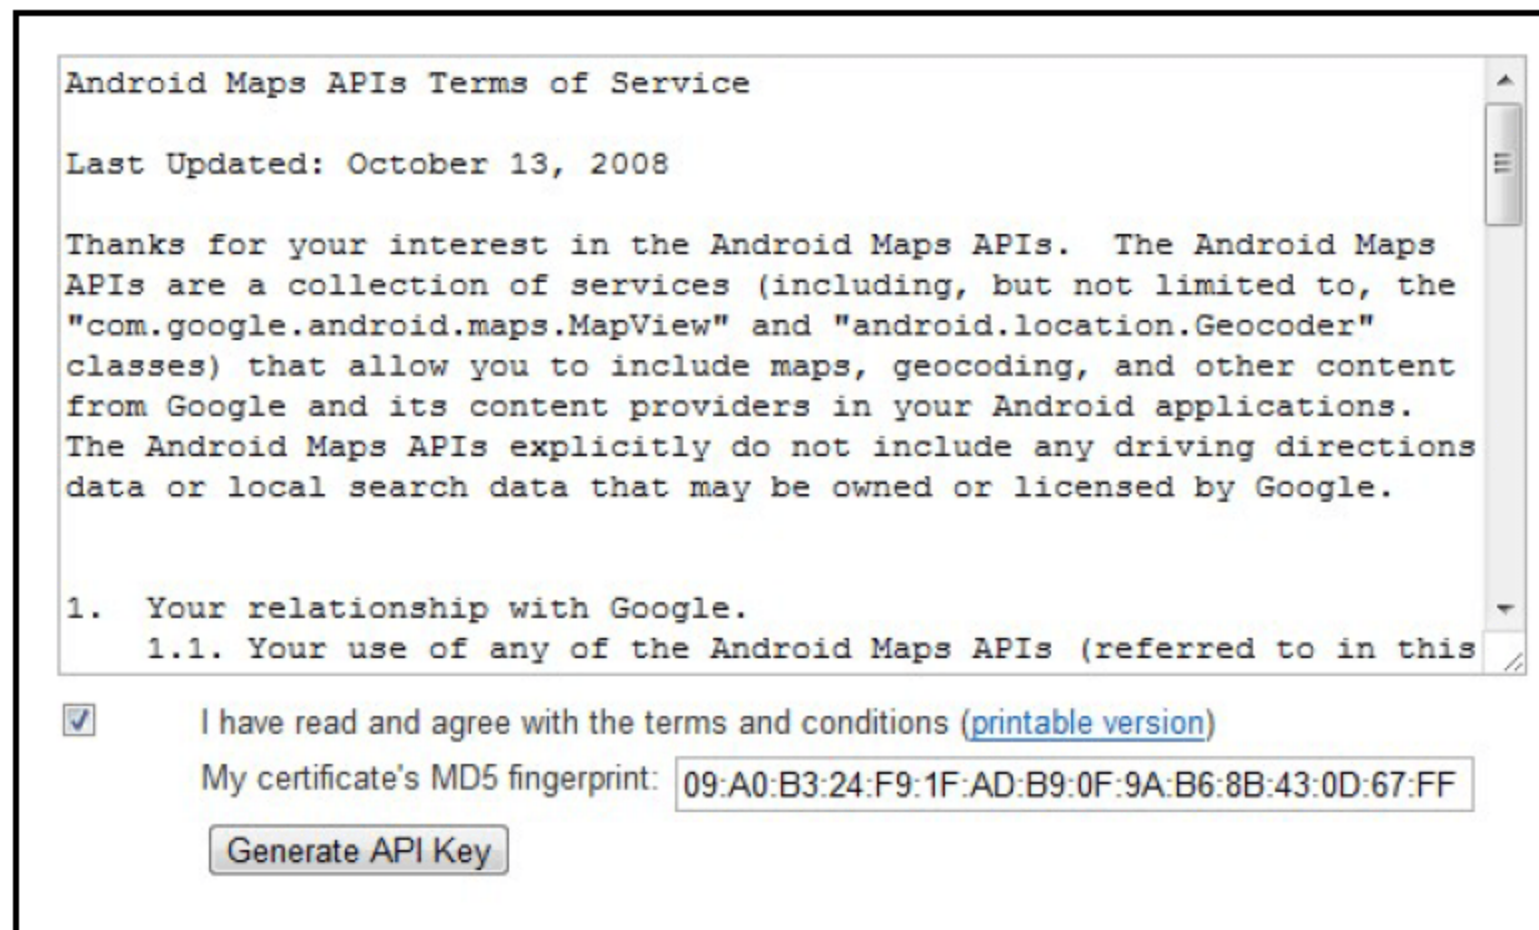 Android Maps APIs Terms of Service
Last Updated: October 13, 2008
Thanks for your interest in the Android Maps APIs.  The Android Maps
APIs are a collection of services (including, but not limited to, the
"com.google.android.maps.MapView" and "android.location.Geocoder"
classes) that allow you to include maps, geocoding, and other content
from Google and its content providers in your Android applications.
The Android Maps APIs explicitly do not include any driving directions
data or local search data that may be owned or licensed by Google.
1.  Your relationship with Google.
1.1. Your use of any of the Android Maps APIs (referred to in this
I have read and agree with the terms and conditions (printable version)
My certificate's MD5 fingerprint: 09:A0:B3:24:F9:1F:AD:B9:0F:9A:B6:8B:43:0D:67:FF
Generate API Key